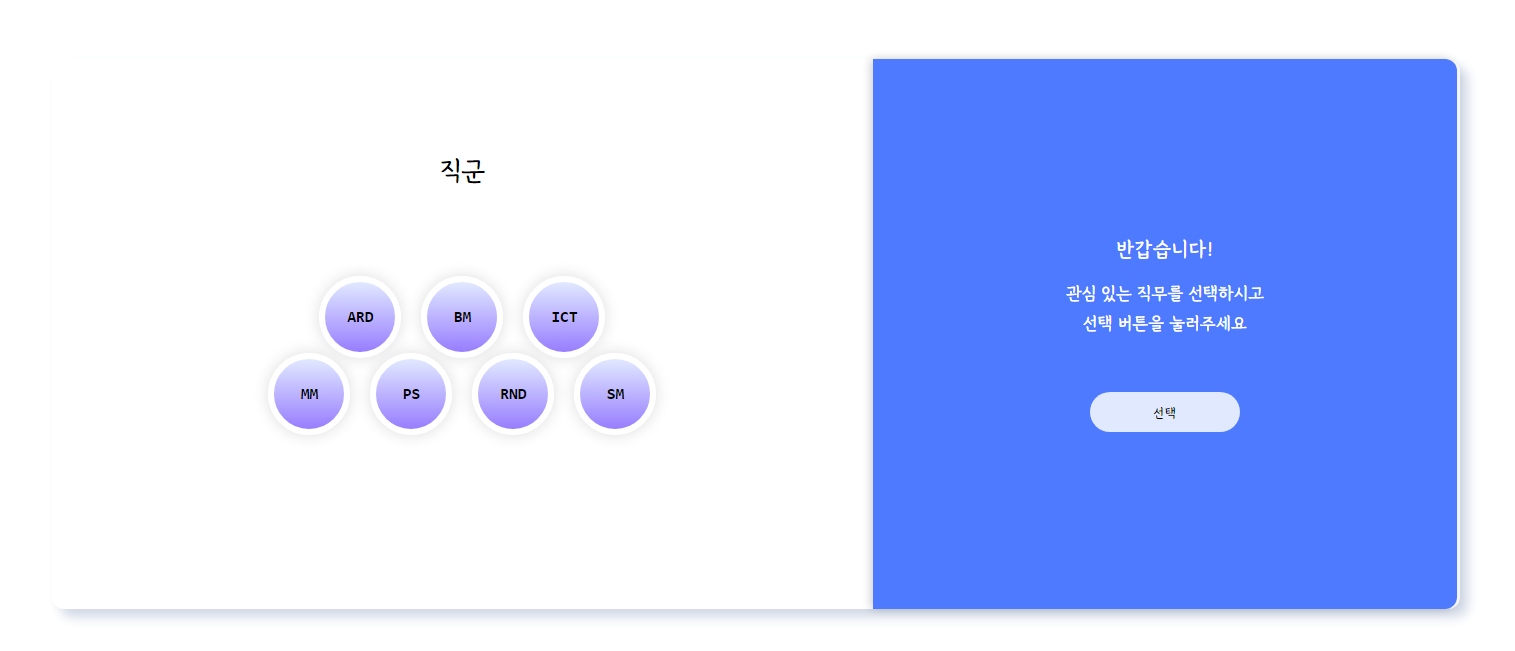 직군
ARD BM ICT
MM PS RND SM
반갑습니다!
관심 있는 직무를 선택하시고
선택 버튼을 눌러주세요
선택